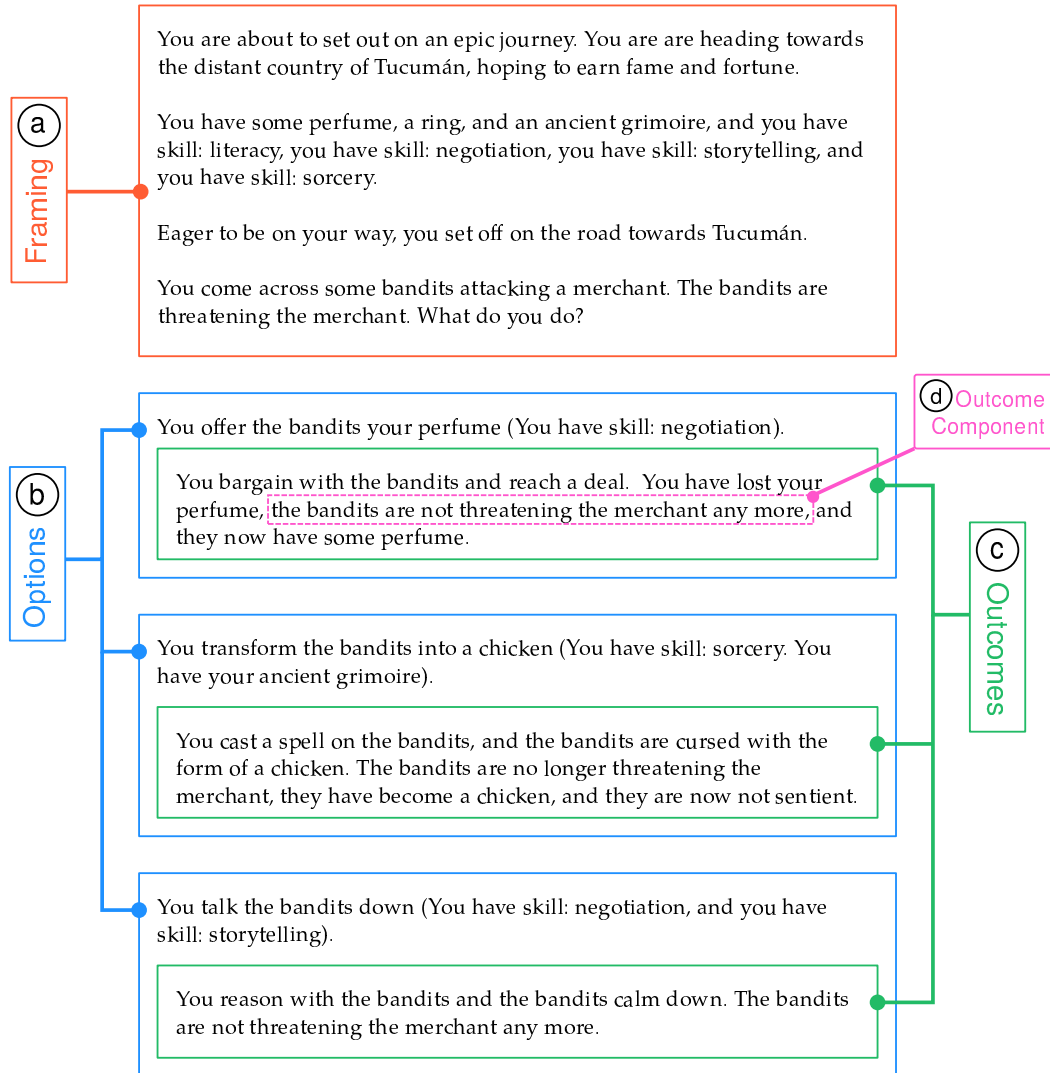 You are about to set out on an epic journey. You are are heading towards
the distant country of Tucumán, hoping to earn fame and fortune.
You have some perfume, a ring, and an ancient grimoire, and you have
skill: literacy, you have skill: negotiation, you have skill: storytelling, and
you have skill: sorcery.
Eager to be on your way, you set off on the road towards Tucumán.
You come across some bandits attacking a merchant. The bandits are
threatening the merchant. What do you do?
a
Framing
d Outcome
Component
You offer the bandits your perfume (You have skill: negotiation).
You bargain with the bandits and reach a deal. You have lost your
perfume, the bandits are not threatening the merchant any more, and
they now have some perfume.
b
Options
c
Outcomes
You transform the bandits into a chicken (You have skill: sorcery. You
have your ancient grimoire).
You cast a spell on the bandits, and the bandits are cursed with the
form of a chicken. The bandits are no longer threatening the
merchant, they have become a chicken, and they are now not sentient.
You talk the bandits down (You have skill: negotiation, and you have
skill: storytelling).
You reason with the bandits and the bandits calm down. The bandits
are not threatening the merchant any more.